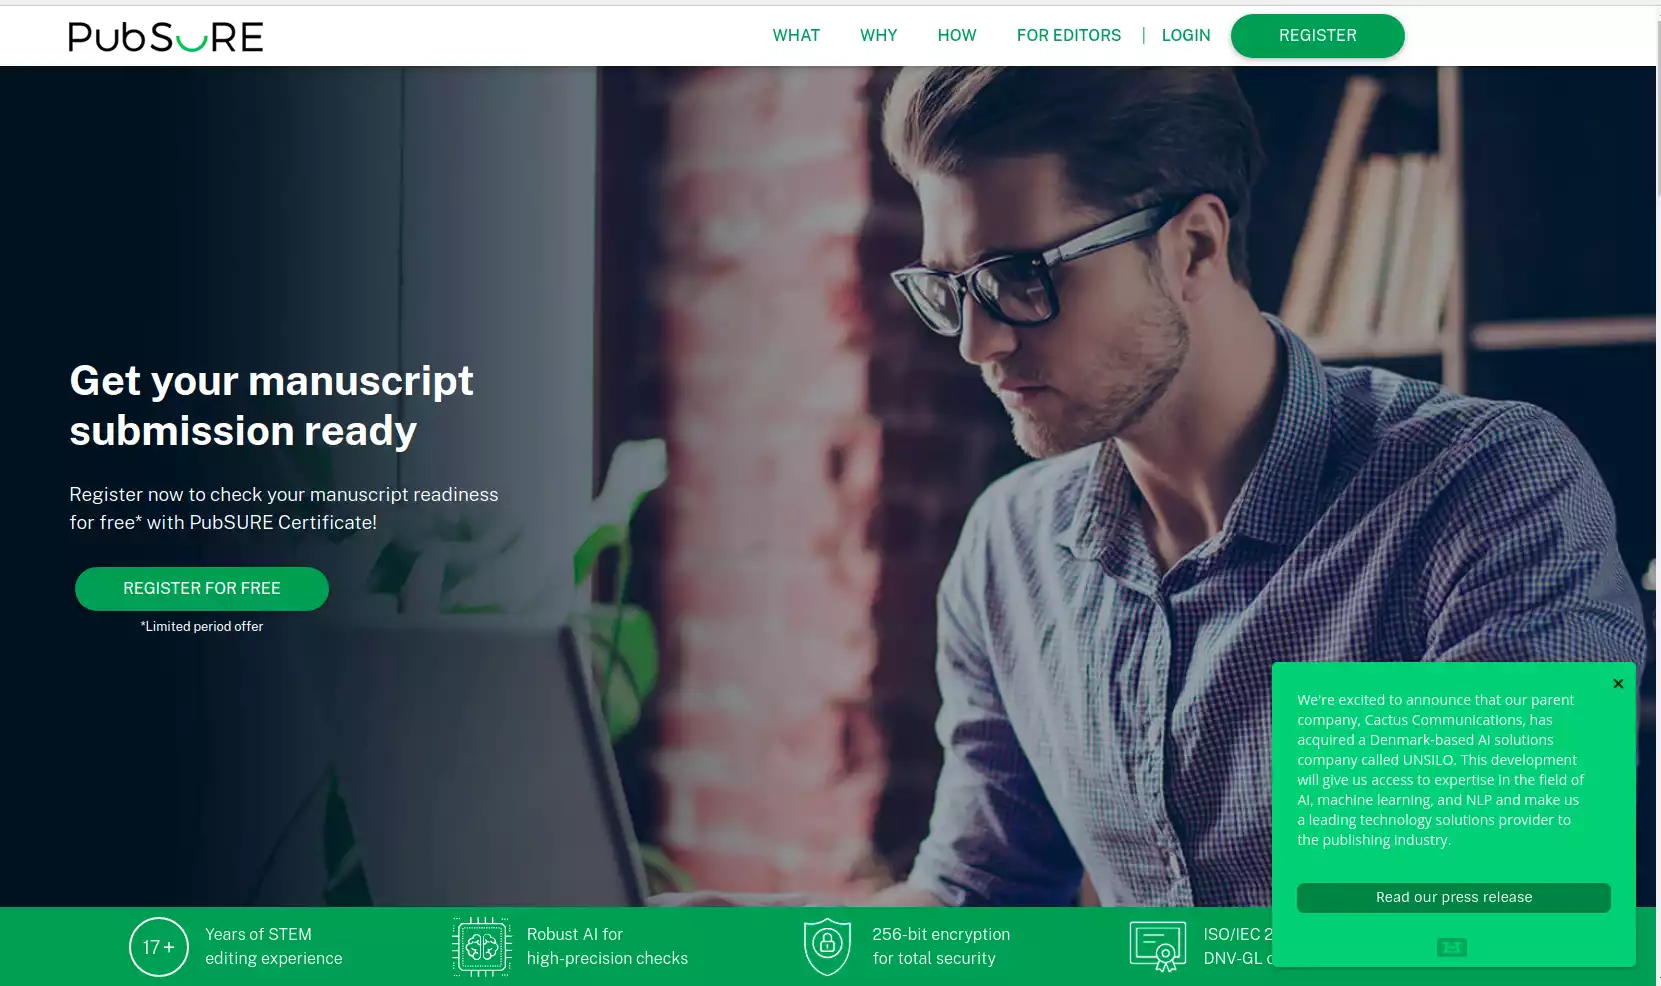 PubSURE
WHAT
WHY
HOW
FOR EDITORS
|
LOGIN
REGISTER
Get your manuscript
submission ready
Register now to check your manuscript readiness
for free* with PubSURE Certificate!
REGISTER FOR FREE
*Limited period offer
We're excited to announce that our parent
company, Cactus Communications, has
acquired a Denmark-based AI solutions
company called UNSILO. This development
will give us access to expertise in the field of
AI, machine learning, and NLP and make us
a leading technology solutions provider to
the publishing industry.
Read our press release
17+
Years of STEM
editing experience
Robust AI for
high-precision checks
256-bit encryption
for total security
ISO/IEC 2
DNV-GL